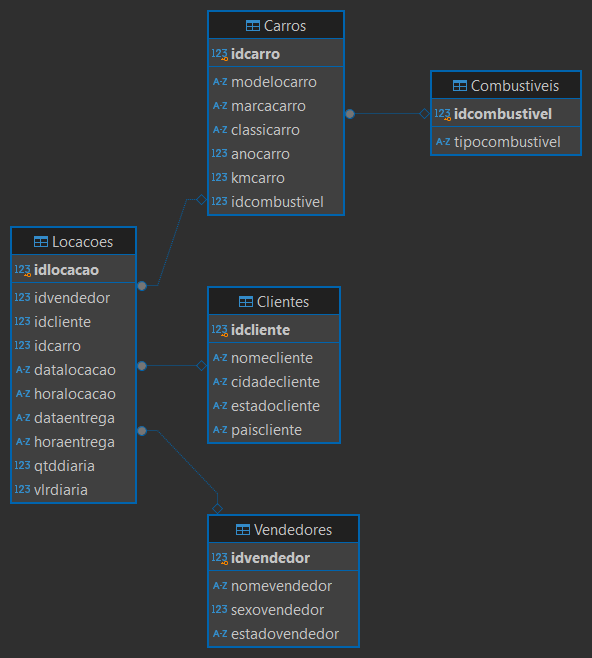 Carros
123 idcarro
A-Z modelocarro
A-Z marcacarro
A-Z classicarro
123 anocarro
123 kmcarro
123 idcombustivel
Combustiveis
123 idcombustivel
A-Z tipocombustivel
Locacoes
123 idlocacao
123 idvendedor
123 idcliente
123 idcarro
A-Z datalocacao
A-Z horalocacao
A-Z dataentrega
A-Z horaentrega
123 qtddiaria
123 vlrdiaria
Clientes
123 idcliente
A-Z nomecliente
A-Z cidadecliente
A-Z estadocliente
A-Z paiscliente
Vendedores
123 idvendedor
A-Z nomevendedor
123 sexovendedor
A-Z estadovendedor